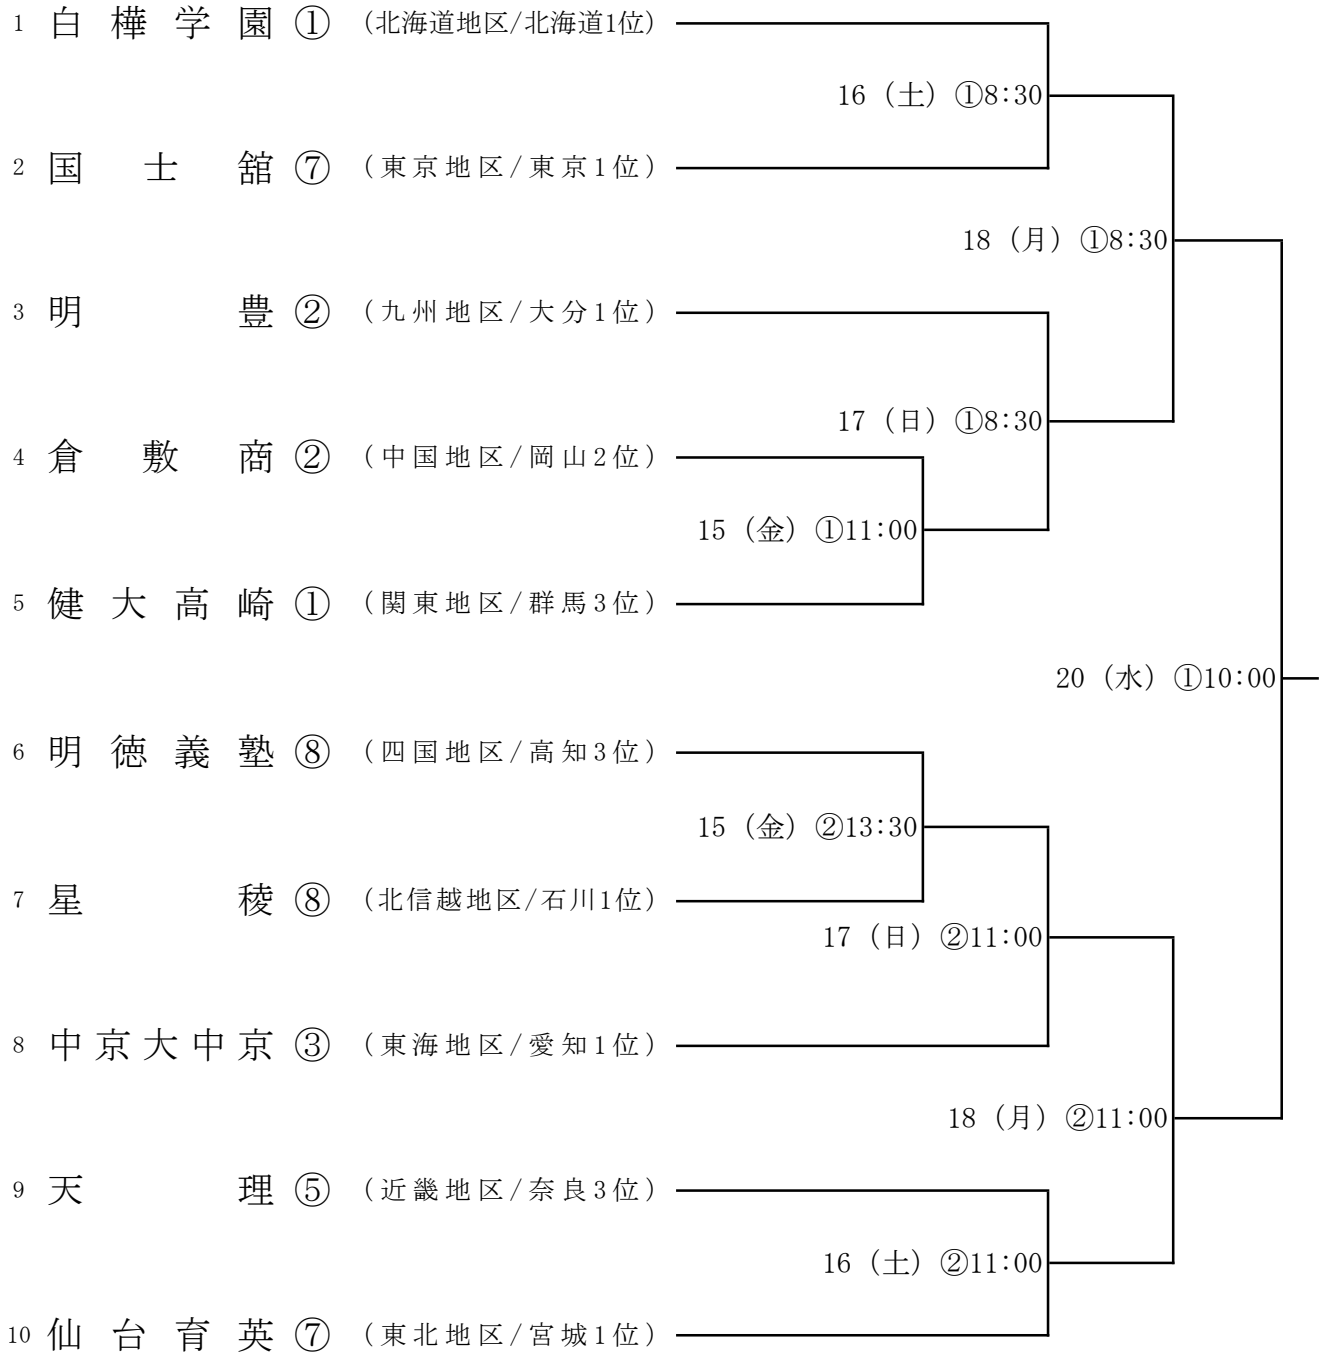 1 白樺学園 ① (北海道地区/北海道1位)
16 (土) ①8:30
2 国士舘 ⑦ (東京地区/東京1位)
18 (月) ①8:30
3 明豊 ② (九州地区/大分1位)
17 (日) ①8:30
4 倉敷商 ② (中国地区/岡山2位)
15 (金) ①11:00
5 健大高崎 ① (関東地区/群馬3位)
20 (水) ①10:00
6 明徳義塾 ⑧ (四国地区/高知3位)
15 (金) ②13:30
7 星稜 ⑧ (北信越地区/石川1位)
17 (日) ②11:00
8 中京大中京 ③ (東海地区/愛知1位)
18 (月) ②11:00
9 天理 ⑤ (近畿地区/奈良3位)
16 (土) ②11:00
10 仙台育英 ⑦ (東北地区/宮城1位)